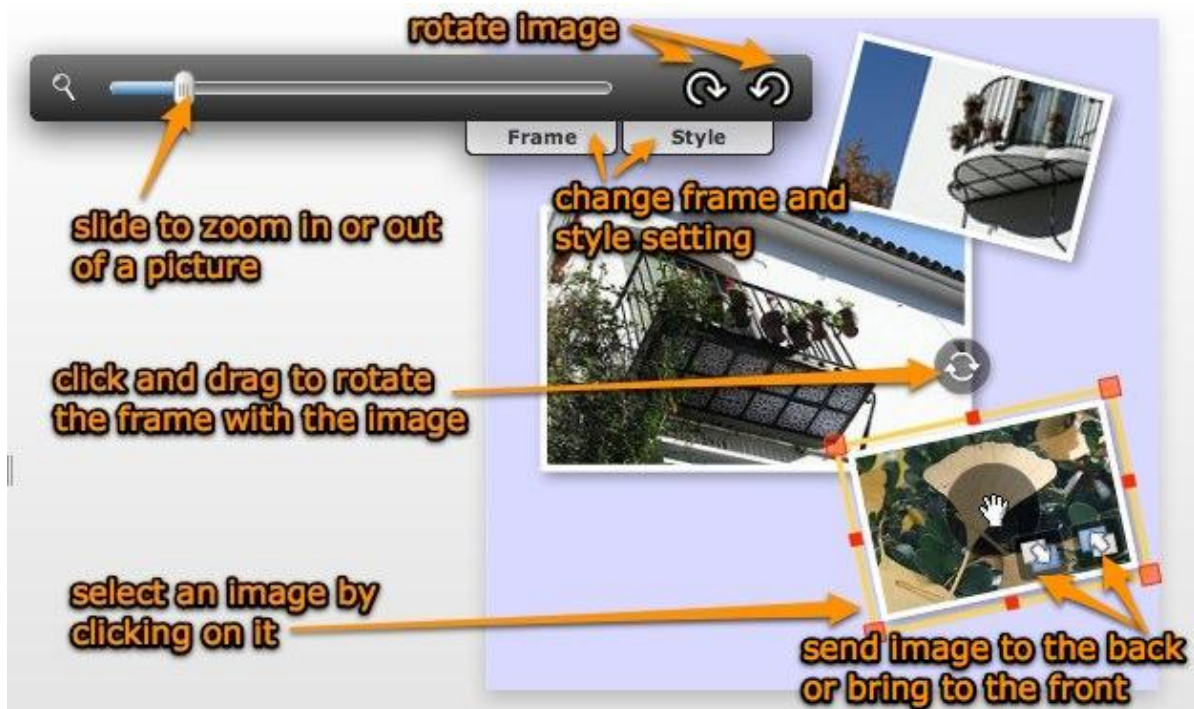 rotate image
Frame
Style
change frame and
style setting
slide to zoom in or out
of a picture
click and drag to rotate
the frame with the image
select an image by
clicking on it
send image to the back
or bring to the front